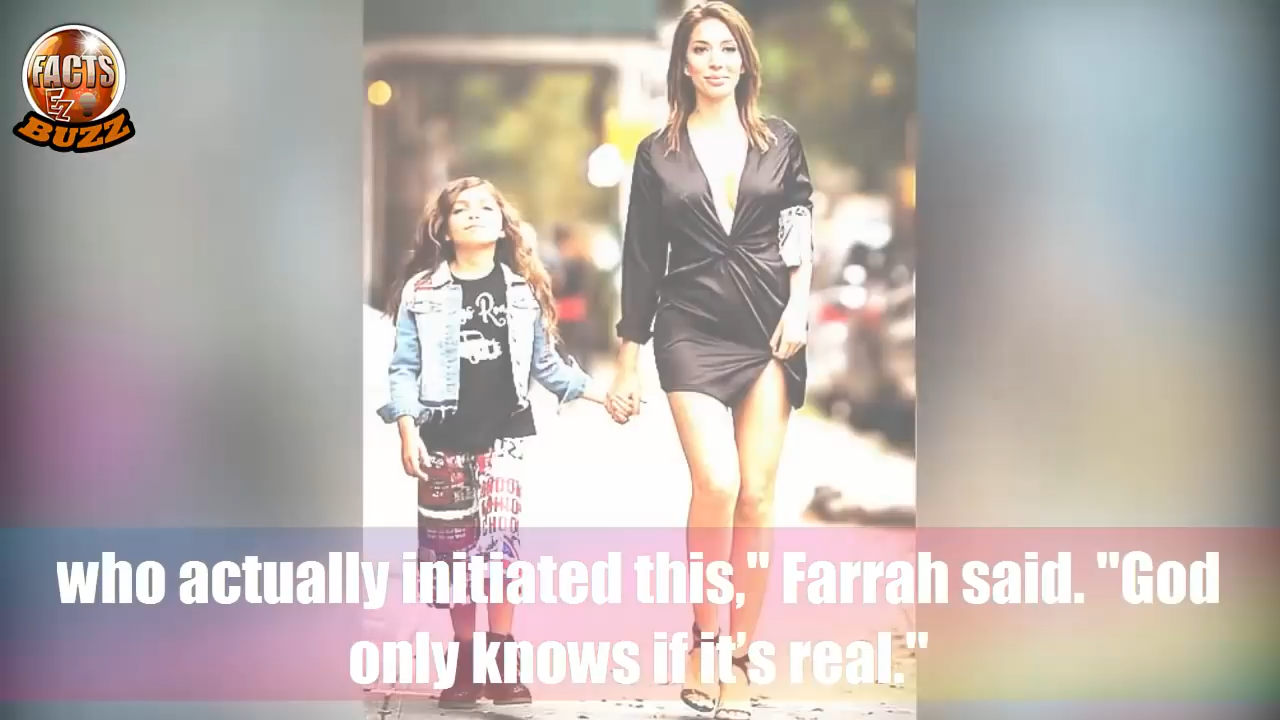 FACTS
EZ
BUZZ
who actually initiated this," Farrah said. "God
only knows if it’s real."